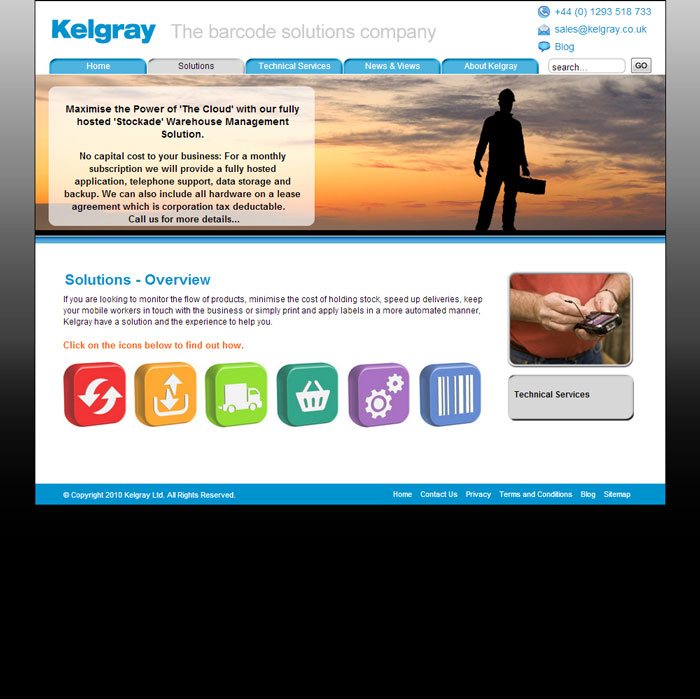 Kelgray
The barcode solutions company
+44 (0) 1293 518 733
sales@kelgray.co.uk
Blog
Home
Solutions
Technical Services
News & Views
About Kelgray
search...
GO
Maximise the Power of 'The Cloud' with our fully
hosted 'Stockade' Warehouse Management
Solution.
No capital cost to your business: For a monthly
subscription we will provide a fully hosted
application, telephone support, data storage and
backup. We can also include all hardware on a lease
agreement which is corporation tax deductable.
Call us for more details...
Solutions - Overview
If you are looking to monitor the flow of products, minimise the cost of holding stock, speed up deliveries, keep
your mobile workers in touch with the business or simply print and apply labels in a more automated manner,
Kelgray have a solution and the experience to help you.
Click on the icons below to find out how.
Technical Services
© Copyright 2010 Kelgray Ltd. All Rights Reserved.
Home Contact Us Privacy Terms and Conditions Blog Sitemap